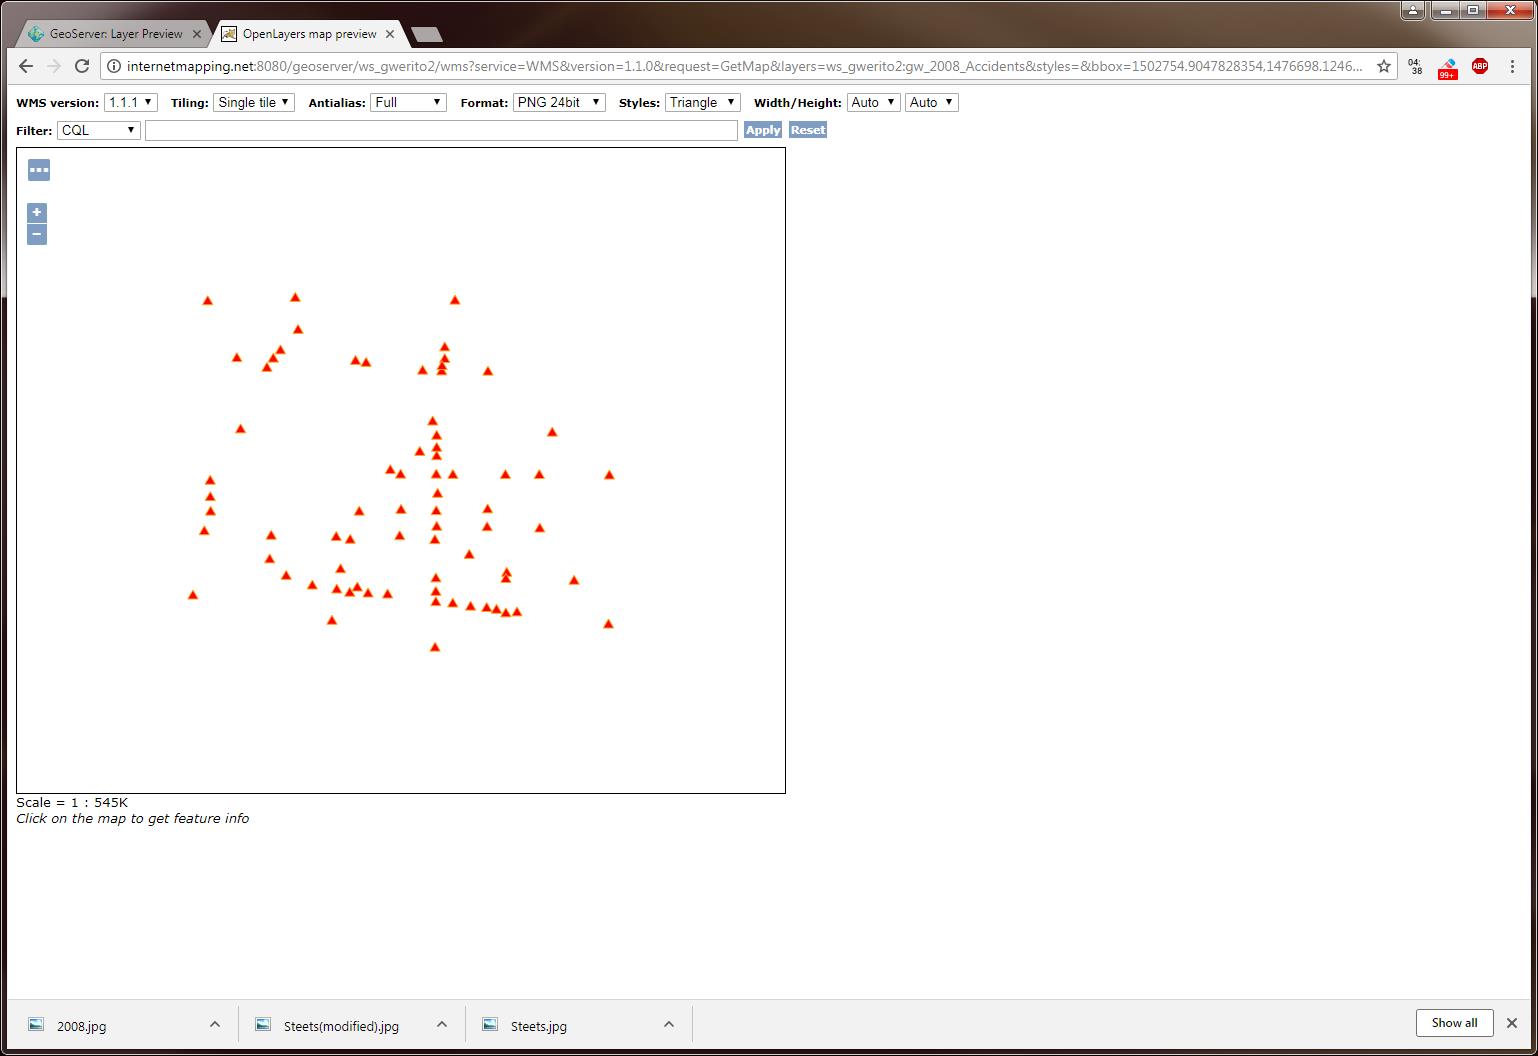 GeoServer: Layer Preview
OpenLayers map preview
internetmapping.net:8080/geoserver/ws_gwerito2/wms?service=WMS&version=1.1.0&request=GetMap&layers=ws_gwerito2:gw_2008_Accidents&styles=&bbox=1502754.9047828354,1476698.1246...
04:
38
99+
ABP
WMS version: 1.1.1 Tiling: Single tile Antialias: Full Format: PNG 24bit Styles: Triangle Width/Height: Auto Auto
Filter: CQL Apply Reset
+
−
Scale = 1 : 545K
Click on the map to get feature info
2008.jpg
Steets(modified).jpg
Steets.jpg
Show all